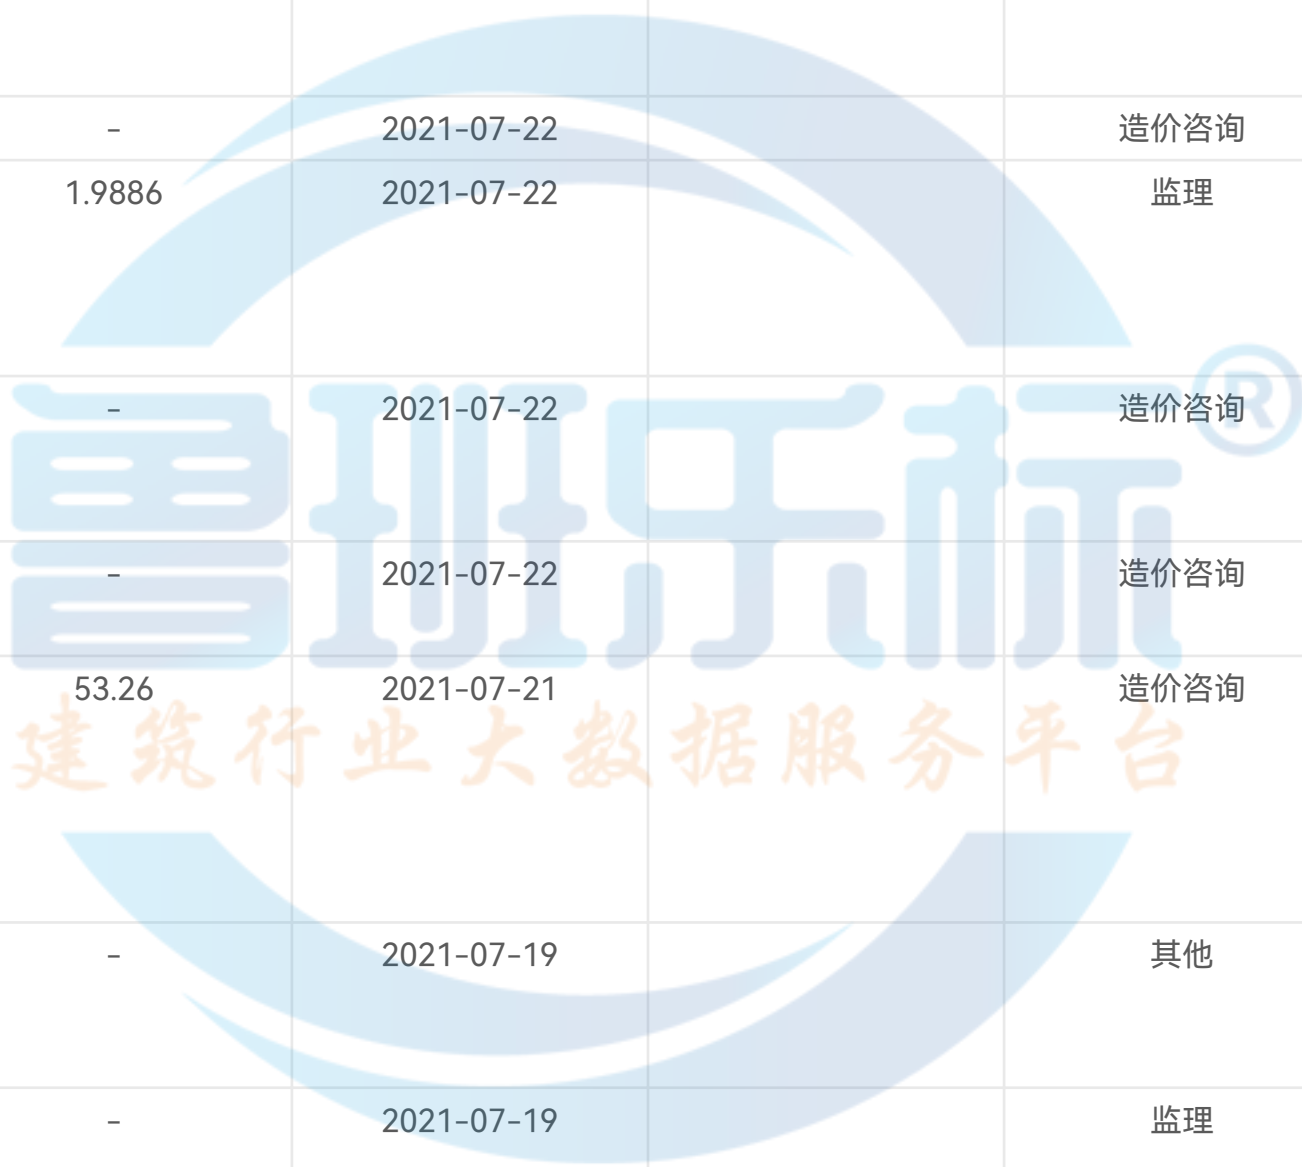 - 2021-07-22 造价咨询
1.9886 2021-07-22 监理
- 2021-07-22 造价咨询
鲁班乐标®
- 2021-07-22 造价咨询
53.26 2021-07-21 造价咨询
建筑行业大数据服务平台
- 2021-07-19 其他
- 2021-07-19 监理